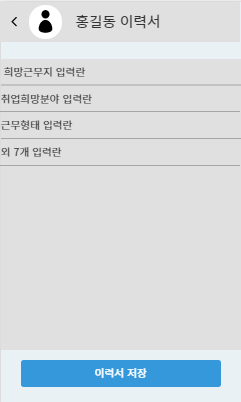 홍길동 이력서
희망근무지 입력란
취업희망분야 입력란
근무형태 입력란
외 7개 입력란
이력서 저장